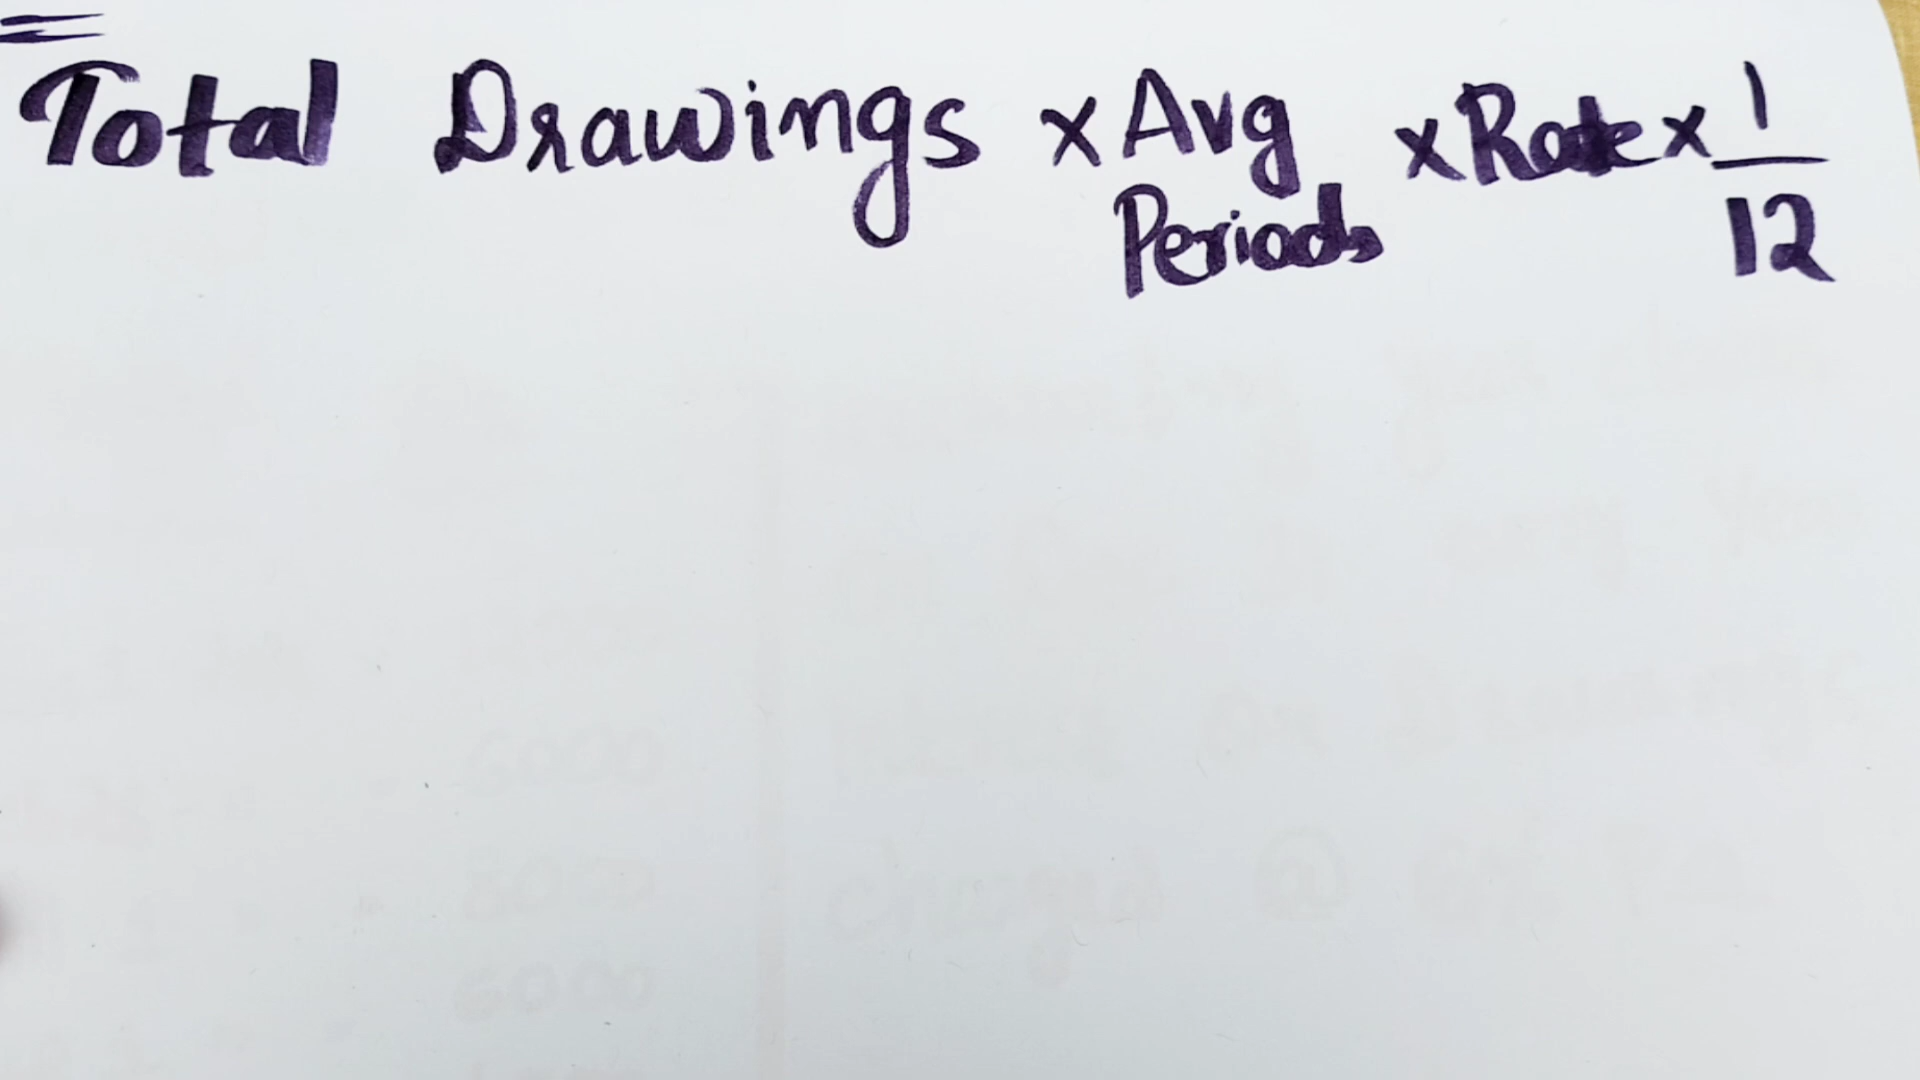 Total Drawings × Avg Periods × Rate × 1/12